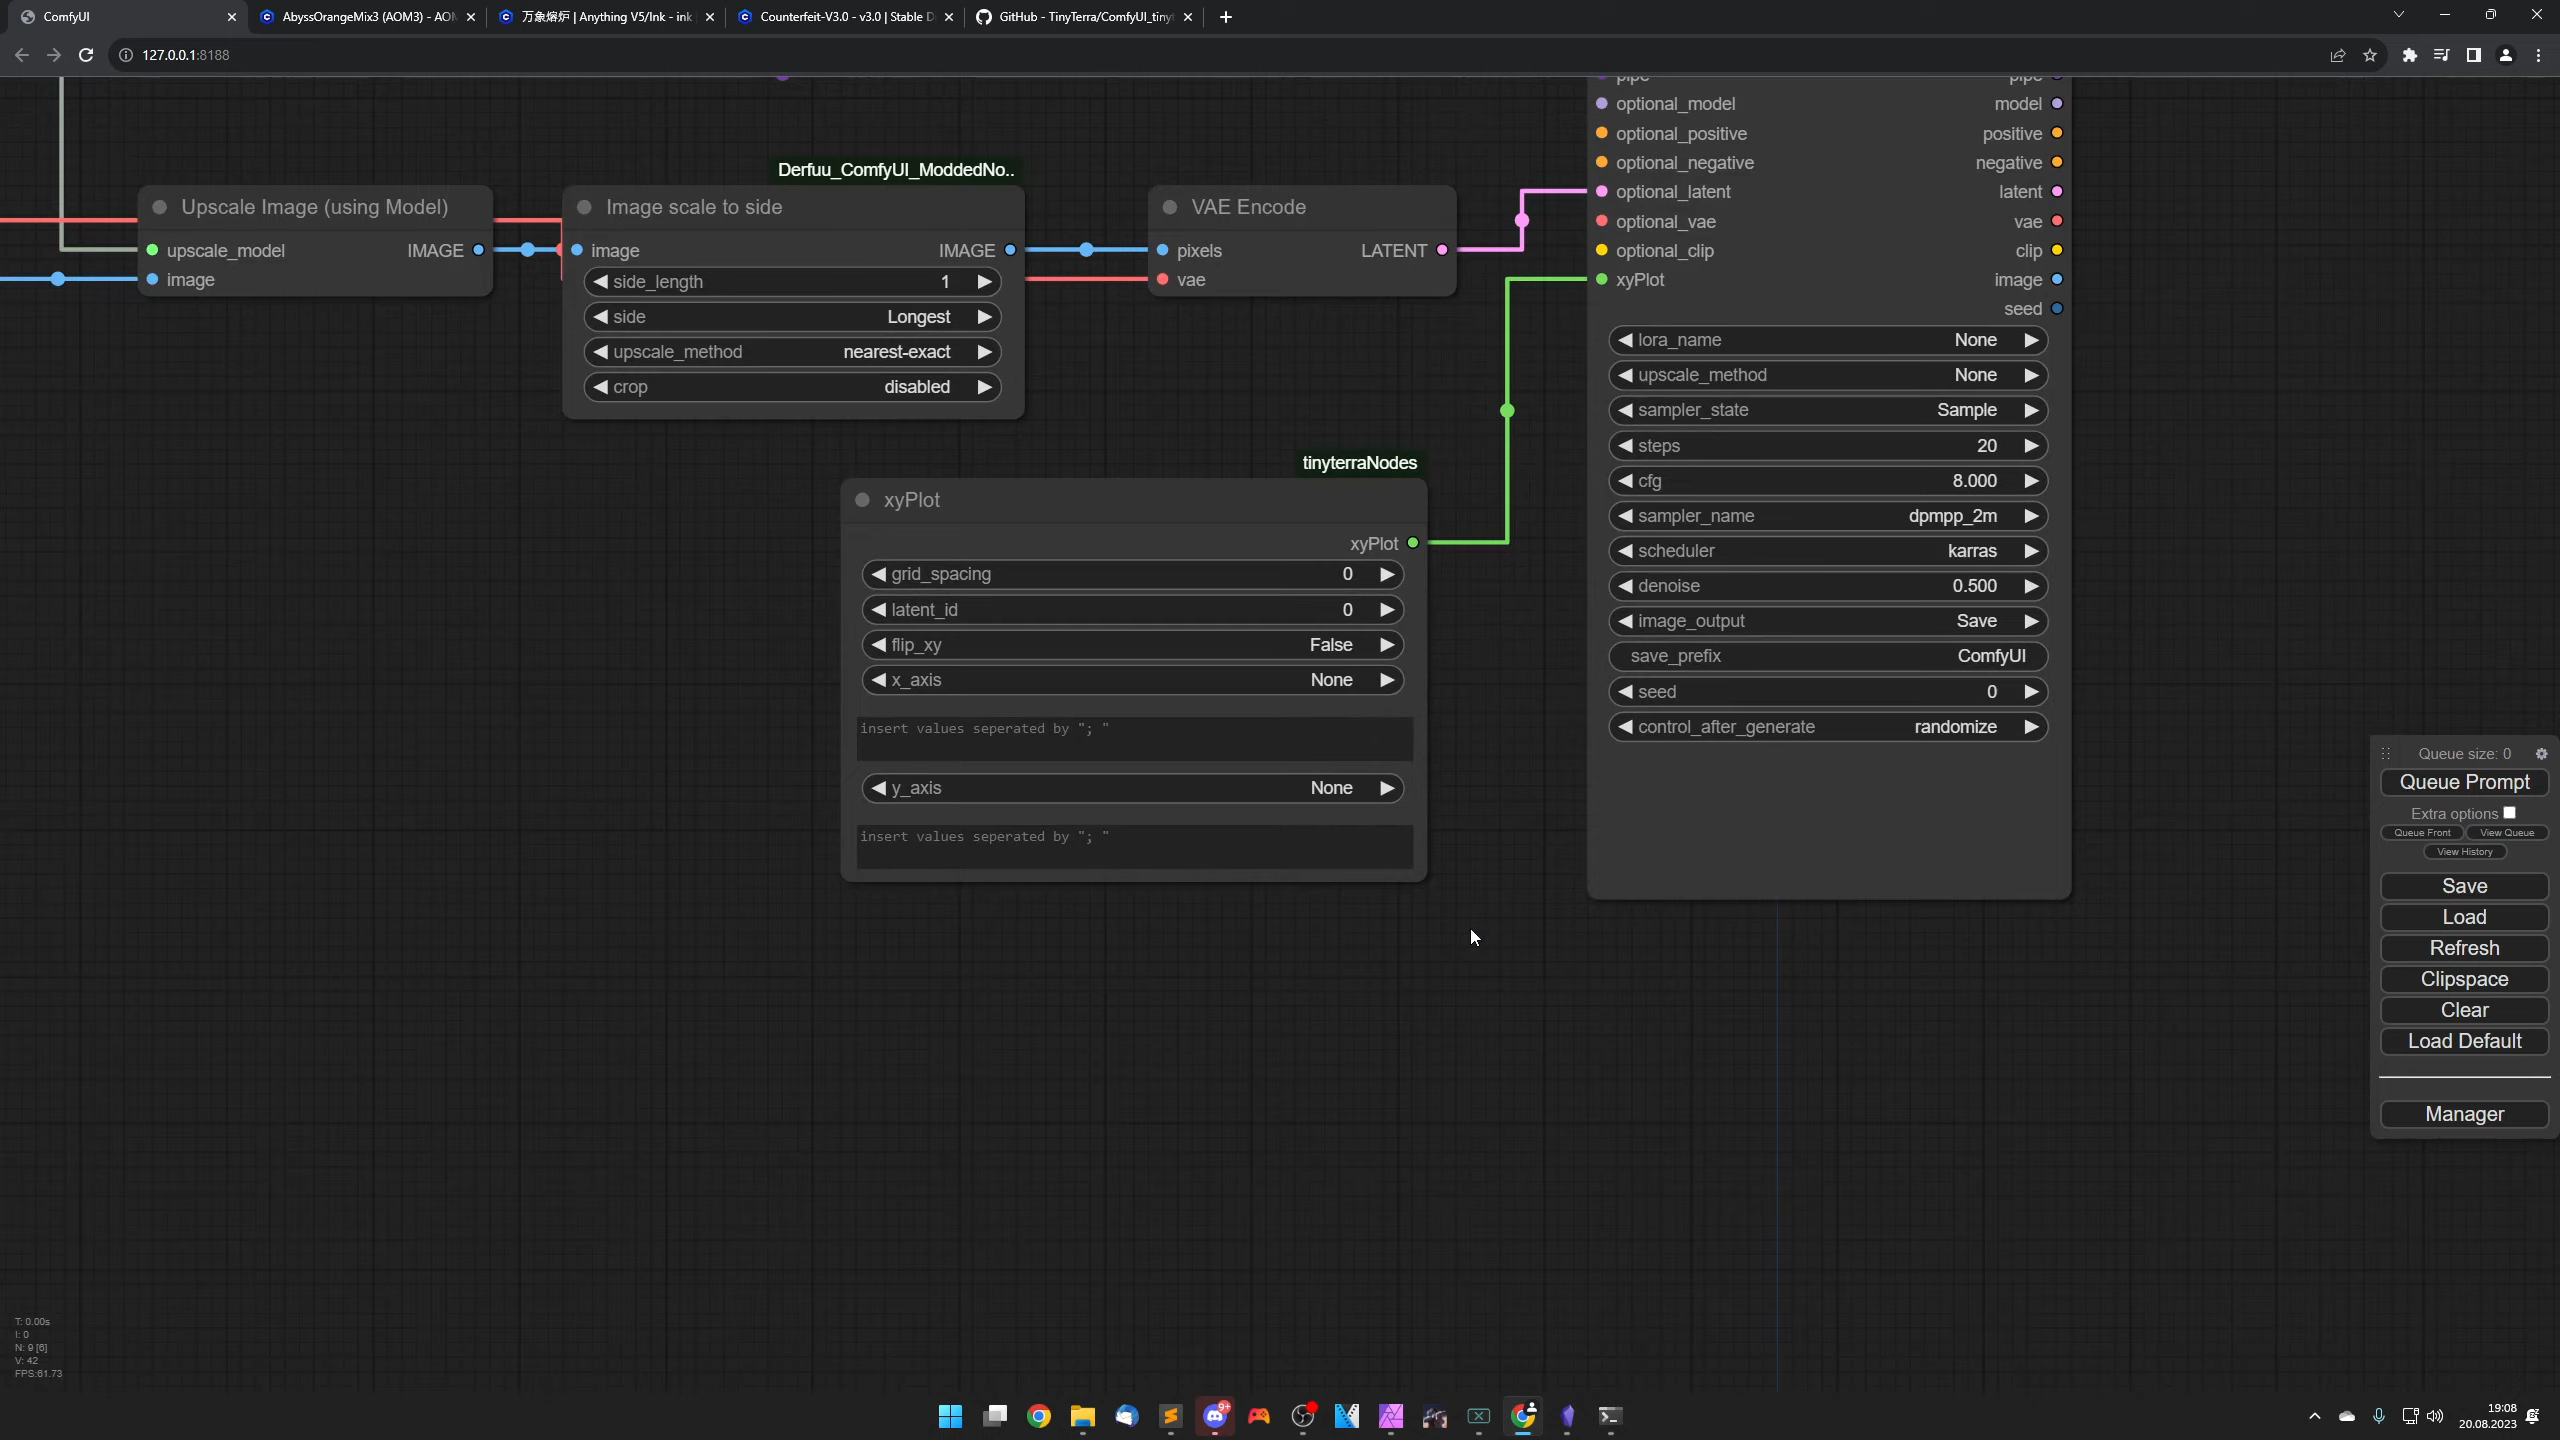 ComfyUI
AbyssOrangeMix3 (AOM3) - AOM
万象熔炉 | Anything V5/Ink - ink
Counterfeit-V3.0 - v3.0 | Stable D
GitHub - TinyTerra/ComfyUI_tinyt
127.0.0.1:8188
pipe pipe
optional_model model
optional_positive positive
optional_negative negative
optional_latent latent
optional_vae vae
optional_clip clip
xyPlot image
seed
lora_name None
upscale_method None
sampler_state Sample
steps 20
cfg 8.000
sampler_name dpmpp_2m
scheduler karras
denoise 0.500
image_output Save
save_prefix ComfyUI
seed 0
control_after_generate randomize
Upscale Image (using Model)
upscale_model IMAGE
image
Derfuu_ComfyUI_ModdedNo..
Image scale to side
image IMAGE
side_length 1
side Longest
upscale_method nearest-exact
crop disabled
VAE Encode
pixels LATENT
vae
tinyterraNodes
xyPlot
xyPlot
grid_spacing 0
latent_id 0
flip_xy False
x_axis None
insert values seperated by "; "
y_axis None
insert values seperated by "; "
Queue size: 0
Queue Prompt
Extra options
Queue Front View Queue
View History
Save
Load
Refresh
Clipspace
Clear
Load Default
Manager
T: 0.00s
I: 0
N: 9 [6]
V: 42
FPS:61.73
9+
19:08
20.08.2023